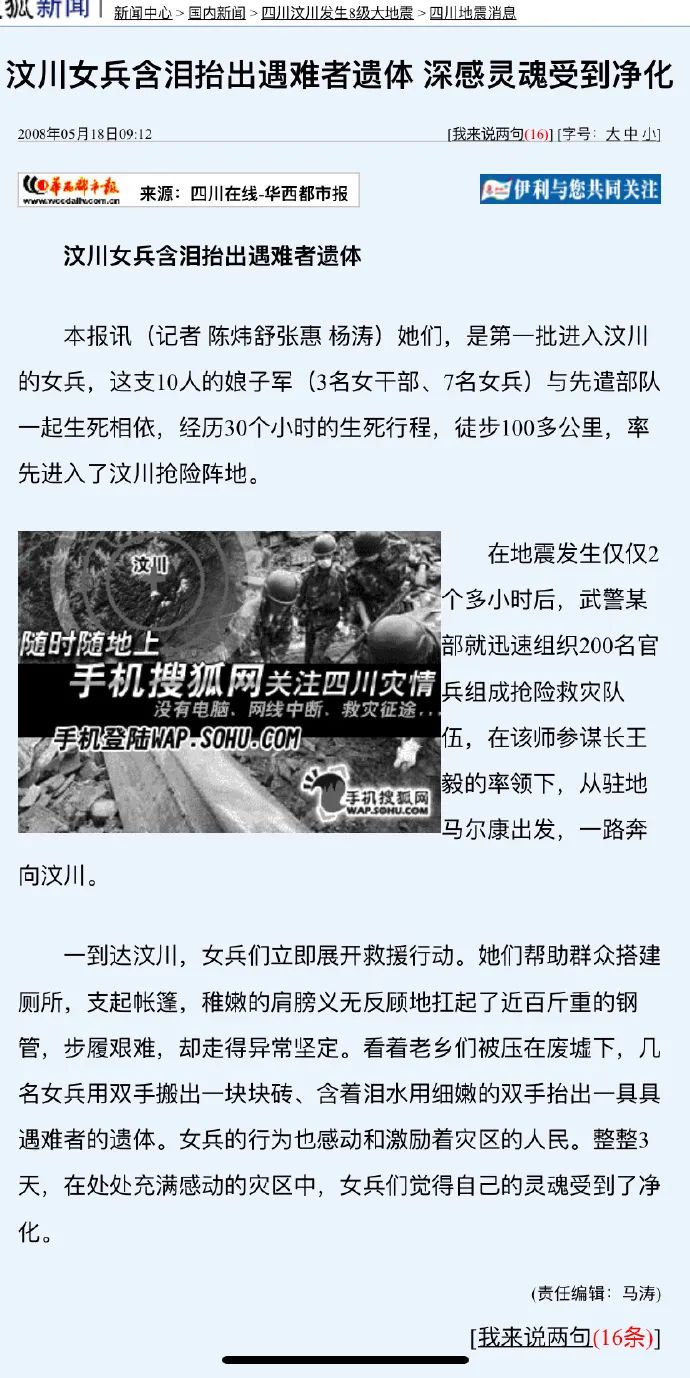 狐 新闻
新闻中心 > 国内新闻 > 四川汶川发生8级大地震 > 四川地震消息
汶川女兵含泪抬出遇难者遗体 深感灵魂受到净化
2008年05月18日09:12
[我来说两句(16)] [字号：大 中 小]
华西都市报
www.wccdaily.com.cn
来源：四川在线-华西都市报
伊利与您共同关注
汶川女兵含泪抬出遇难者遗体
本报讯（记者 陈炜舒张惠 杨涛）她们，是第一批进入汶川
的女兵，这支10人的娘子军（3名女干部、7名女兵）与先遣部队
一起生死相依，经历30个小时的生死行程，徒步100多公里，率
先进入了汶川抢险阵地。
汶川
随时随地上
手机搜狐网关注四川灾情
没有电脑、网线中断、救灾征途...
手机登陆WAP.SOHU.COM
手机搜狐网
WAP.SOHU.COM
在地震发生仅仅2
个多小时后，武警某
部就迅速组织200名官
兵组成抢险救灾队
伍，在该师参谋长王
毅的率领下，从驻地
马尔康出发，一路奔
向汶川。
一到达汶川，女兵们立即展开救援行动。她们帮助群众搭建
厕所，支起帐篷，稚嫩的肩膀义无反顾地扛起了近百斤重的钢
管，步履艰难，却走得异常坚定。看着老乡们被压在废墟下，几
名女兵用双手搬出一块块砖、含着泪水用细嫩的双手抬出一具具
遇难者的遗体。女兵的行为也感动和激励着灾区的人民。整整3
天，在处处充满感动的灾区中，女兵们觉得自己的灵魂受到了净
化。
(责任编辑：马涛)
[我来说两句(16条)]